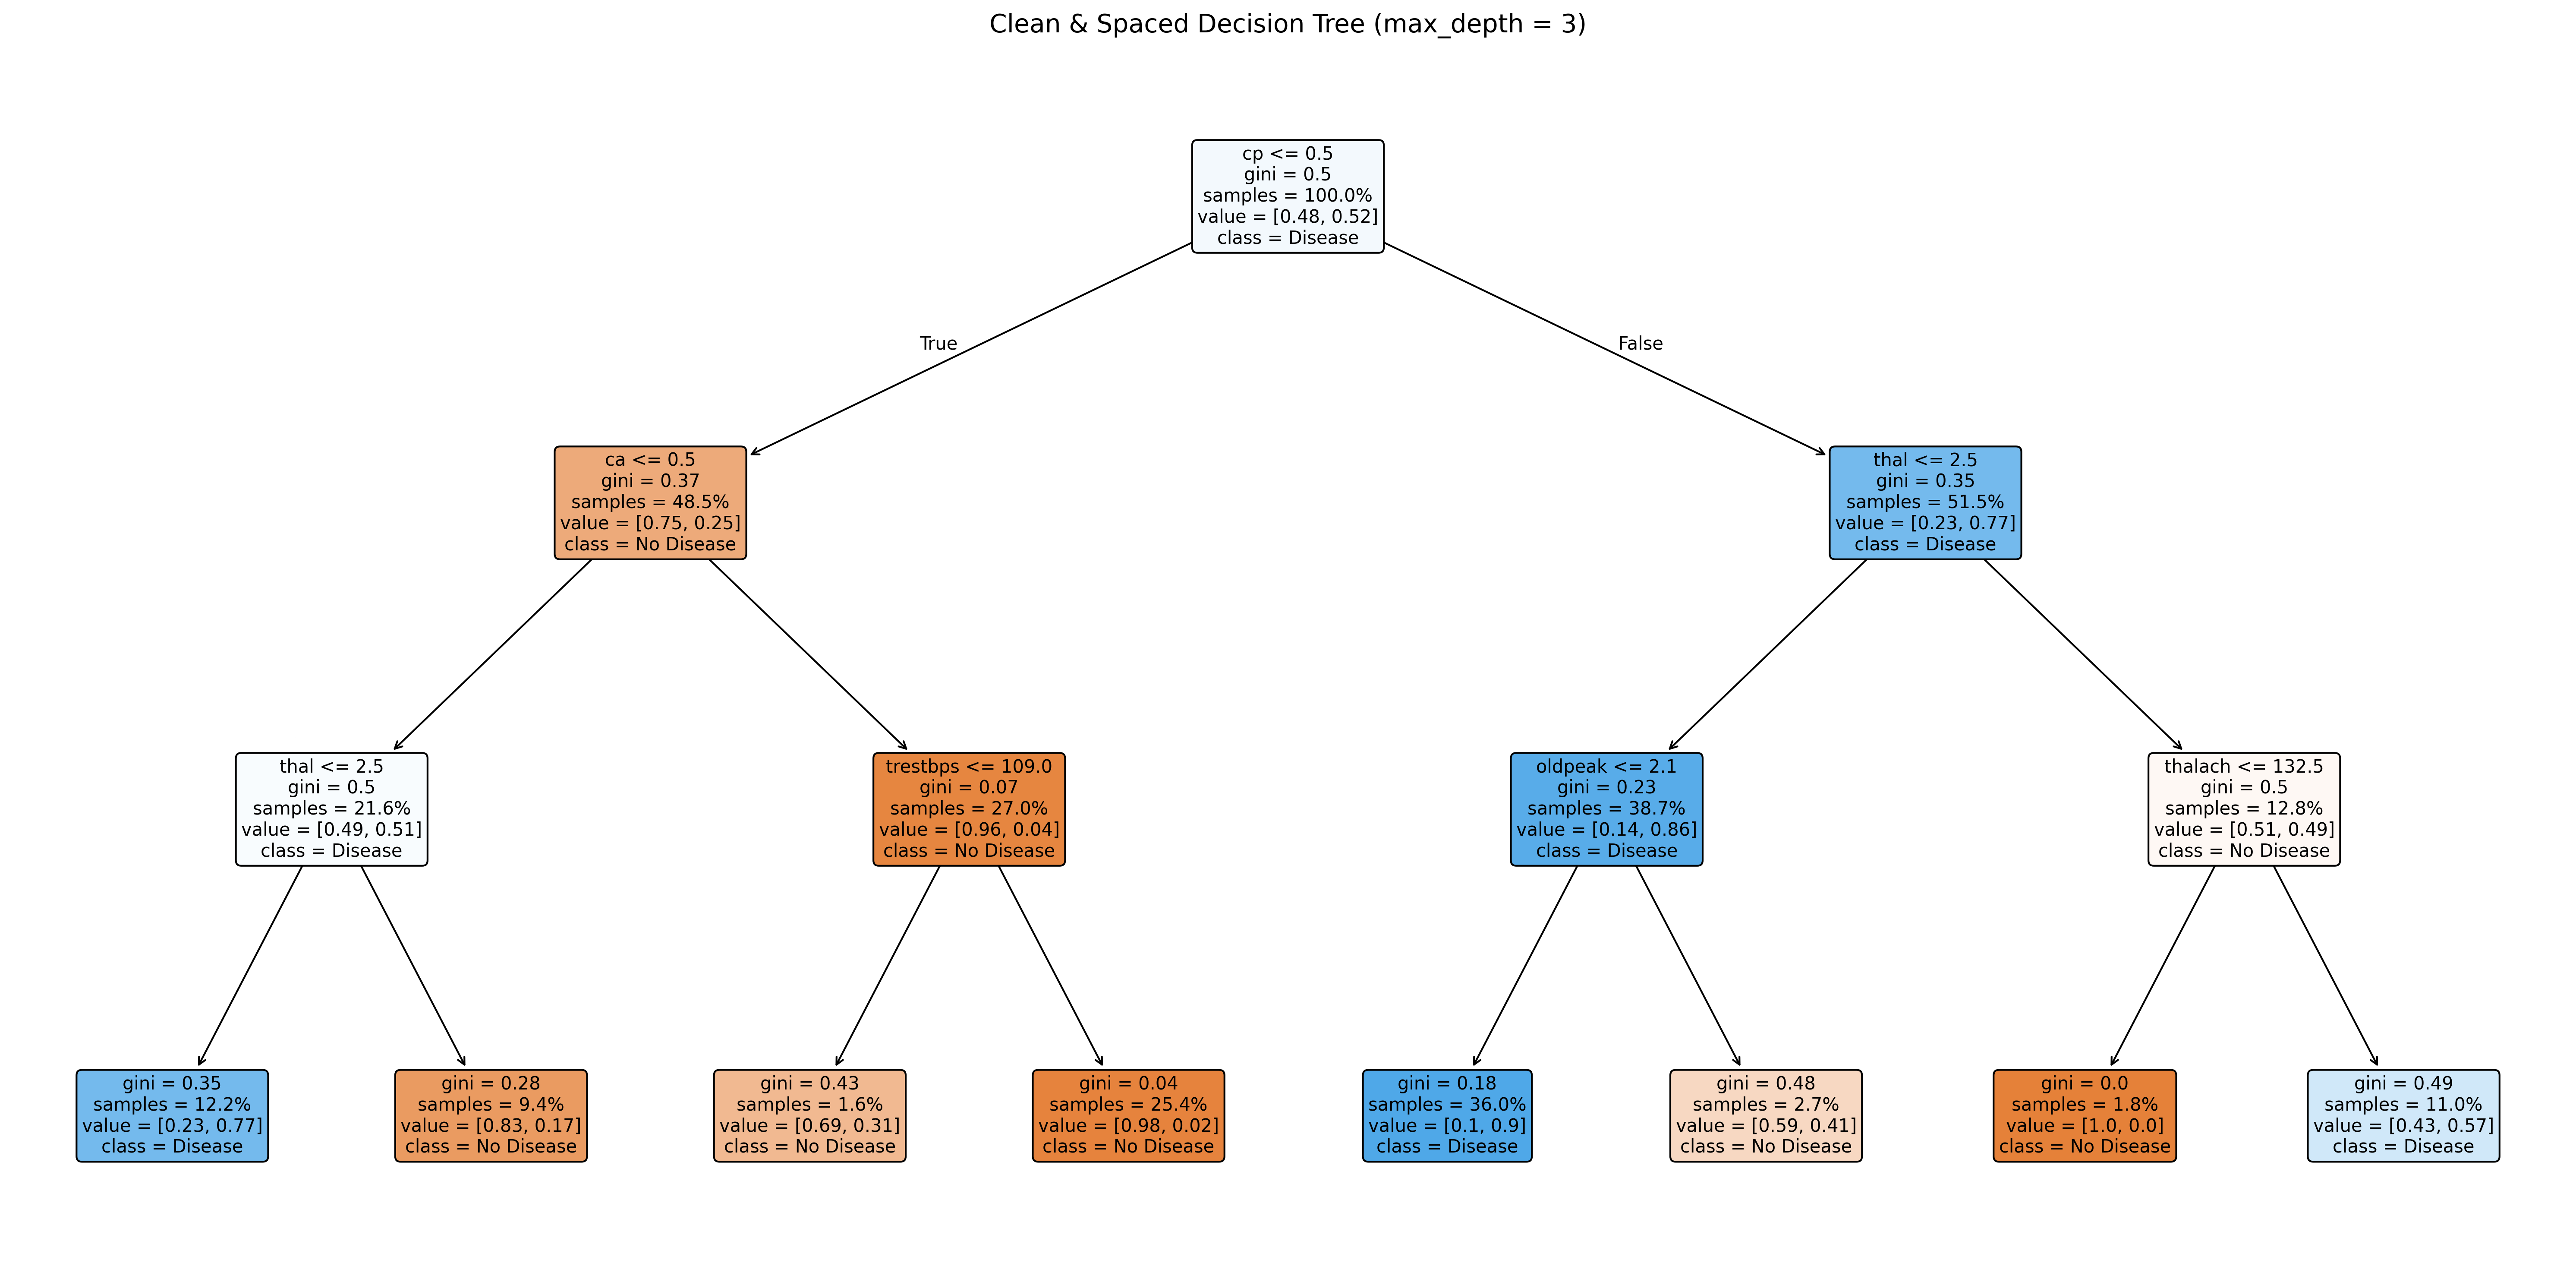 Clean & Spaced Decision Tree (max_depth = 3)
cp <= 0.5
gini = 0.5
samples = 100.0%
value = [0.48, 0.52]
class = Disease
True
False
ca <= 0.5
gini = 0.37
samples = 48.5%
value = [0.75, 0.25]
class = No Disease
thal <= 2.5
gini = 0.35
samples = 51.5%
value = [0.23, 0.77]
class = Disease
thal <= 2.5
gini = 0.5
samples = 21.6%
value = [0.49, 0.51]
class = Disease
trestbps <= 109.0
gini = 0.07
samples = 27.0%
value = [0.96, 0.04]
class = No Disease
oldpeak <= 2.1
gini = 0.23
samples = 38.7%
value = [0.14, 0.86]
class = Disease
thalach <= 132.5
gini = 0.5
samples = 12.8%
value = [0.51, 0.49]
class = No Disease
gini = 0.35
samples = 12.2%
value = [0.23, 0.77]
class = Disease
gini = 0.28
samples = 9.4%
value = [0.83, 0.17]
class = No Disease
gini = 0.43
samples = 1.6%
value = [0.69, 0.31]
class = No Disease
gini = 0.04
samples = 25.4%
value = [0.98, 0.02]
class = No Disease
gini = 0.18
samples = 36.0%
value = [0.1, 0.9]
class = Disease
gini = 0.48
samples = 2.7%
value = [0.59, 0.41]
class = No Disease
gini = 0.0
samples = 1.8%
value = [1.0, 0.0]
class = No Disease
gini = 0.49
samples = 11.0%
value = [0.43, 0.57]
class = Disease